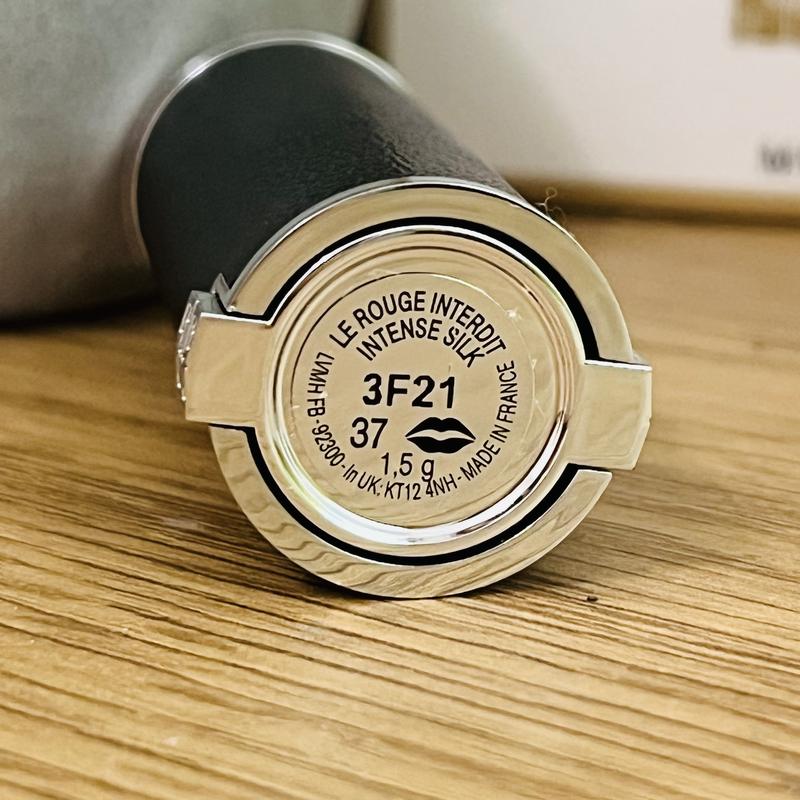 LE ROUGE INTERDIT
INTENSE SILK
3F21
37
1,5 g
LVMH FB - 92300 - In UK: KT12 4NH - MADE IN FRANCE